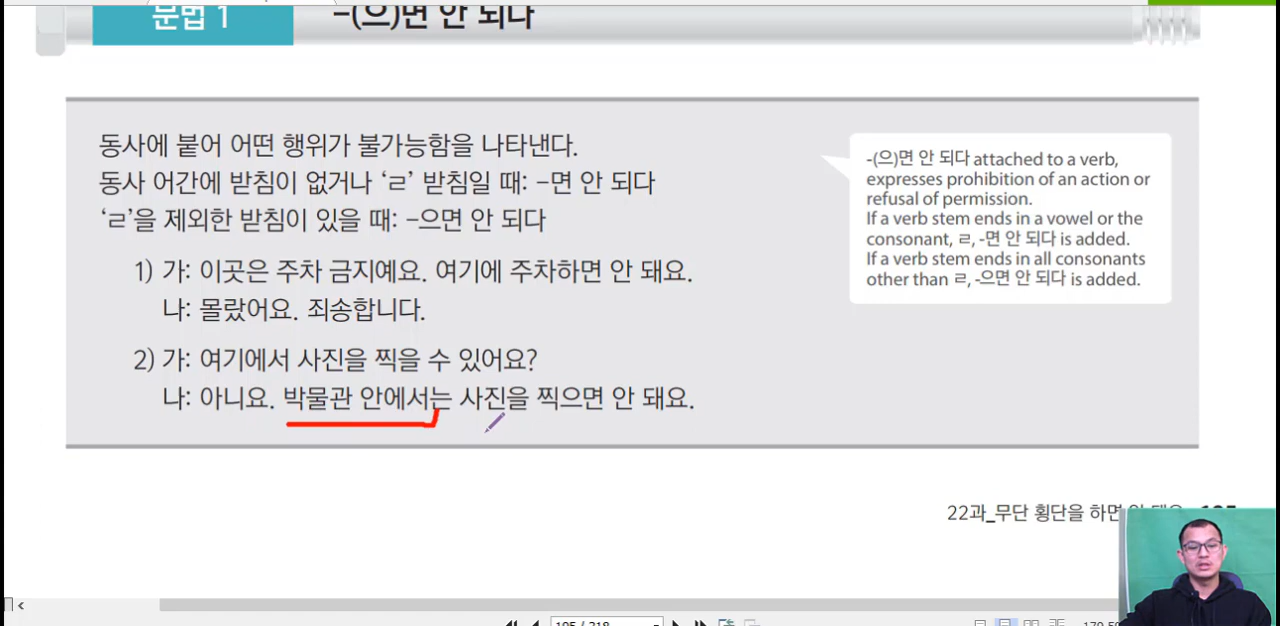 문법 1
-(으)면 안 되다
동사에 붙어 어떤 행위가 불가능함을 나타낸다.
동사 어간에 받침이 없거나 ‘ㄹ’ 받침일 때: -면 안 되다
‘ㄹ’을 제외한 받침이 있을 때: -으면 안 되다
-(으)면 안 되다 attached to a verb,
expresses prohibition of an action or
refusal of permission.
If a verb stem ends in a vowel or the
consonant, ㄹ, -면 안 되다 is added.
If a verb stem ends in all consonants
other than ㄹ, -으면 안 되다 is added.
1) 가: 이곳은 주차 금지예요. 여기에 주차하면 안 돼요.
나: 몰랐어요. 죄송합니다.
2) 가: 여기에서 사진을 찍을 수 있어요?
나: 아니요. 박물관 안에서는 사진을 찍으면 안 돼요.
22과_무단 횡단을 하면
195 / 318